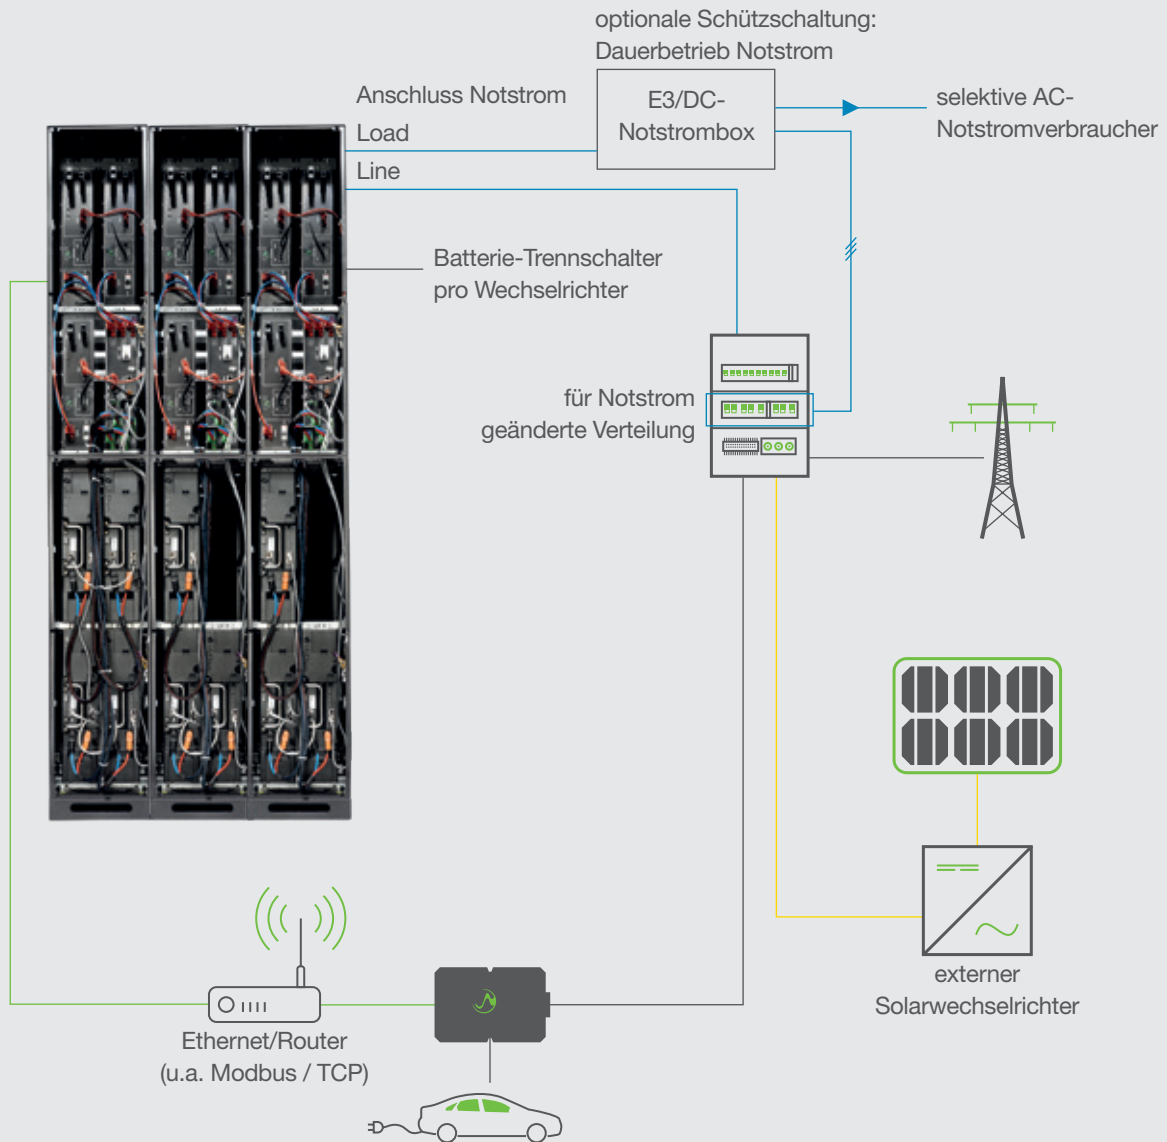 optionale Schützschaltung:
Dauerbetrieb Notstrom
E3/DC-
Notstrombox
Anschluss Notstrom
Load
Line
selektive AC-
Notstromverbraucher
Batterie-Trennschalter
pro Wechselrichter
für Notstrom
geänderte Verteilung
externer
Solarwechselrichter
Ethernet/Router
(u.a. Modbus / TCP)